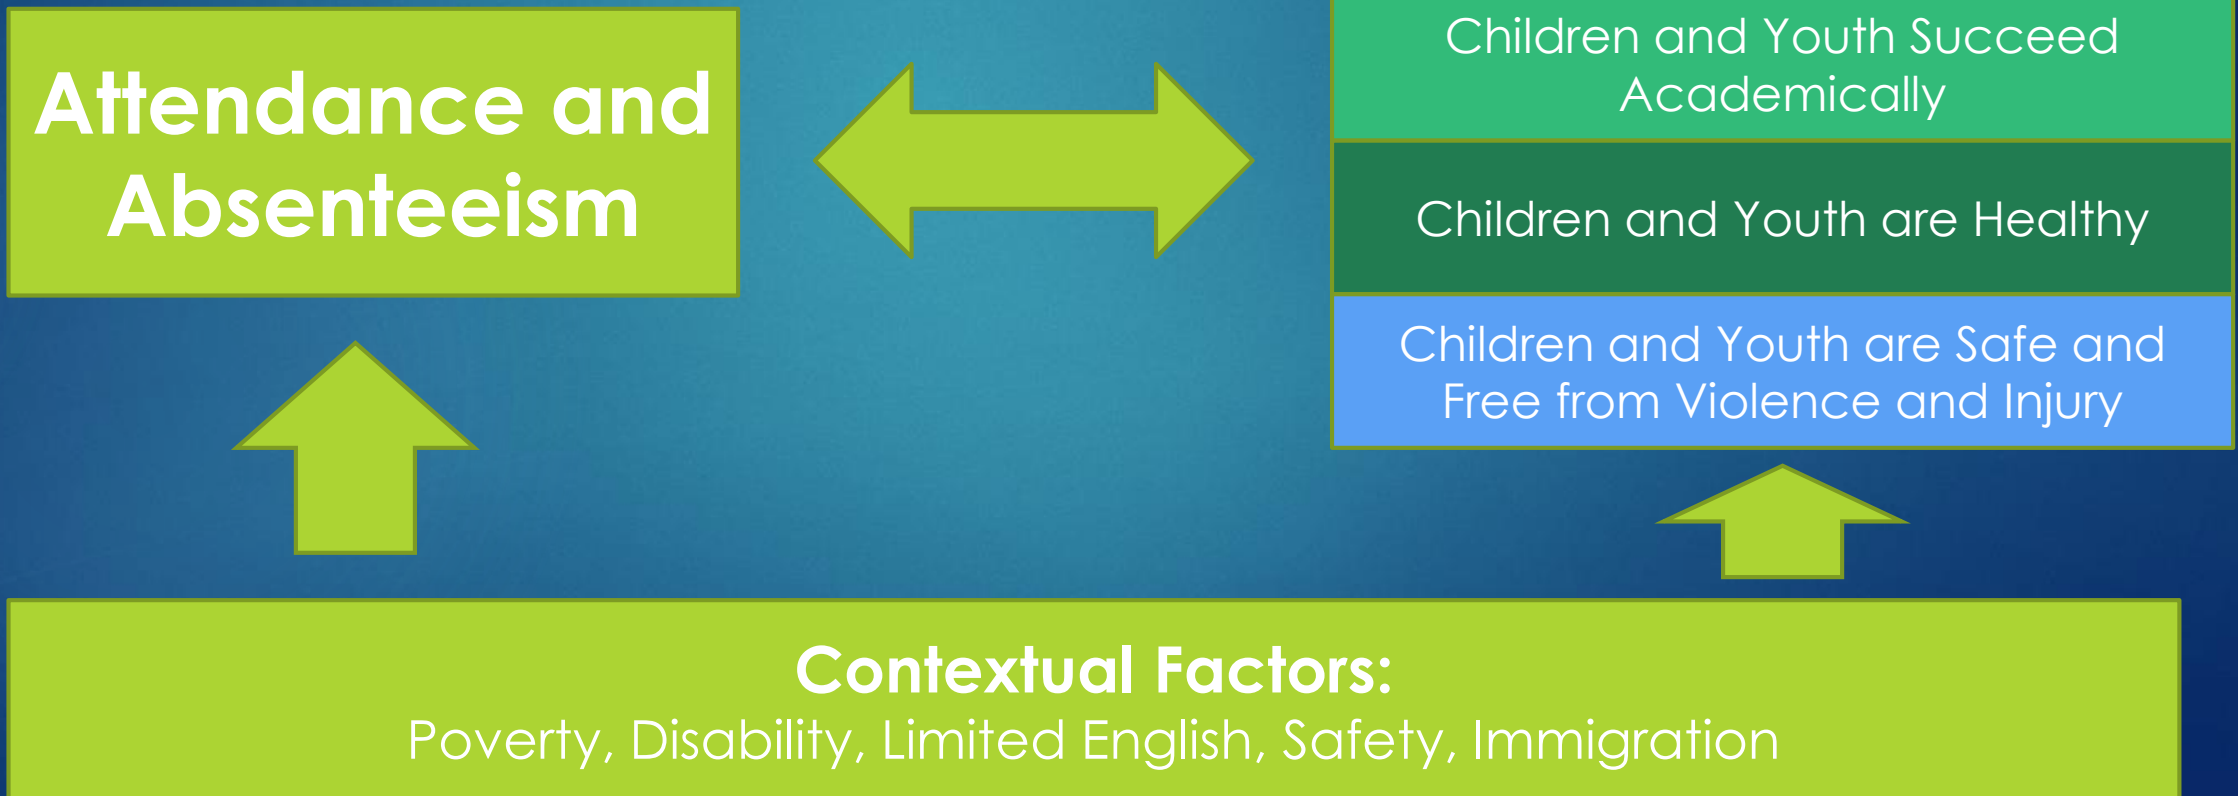 Attendance and
Absenteeism
Children and Youth Succeed
Academically
Children and Youth are Healthy
Children and Youth are Safe and
Free from Violence and Injury
Contextual Factors:
Poverty, Disability, Limited English, Safety, Immigration